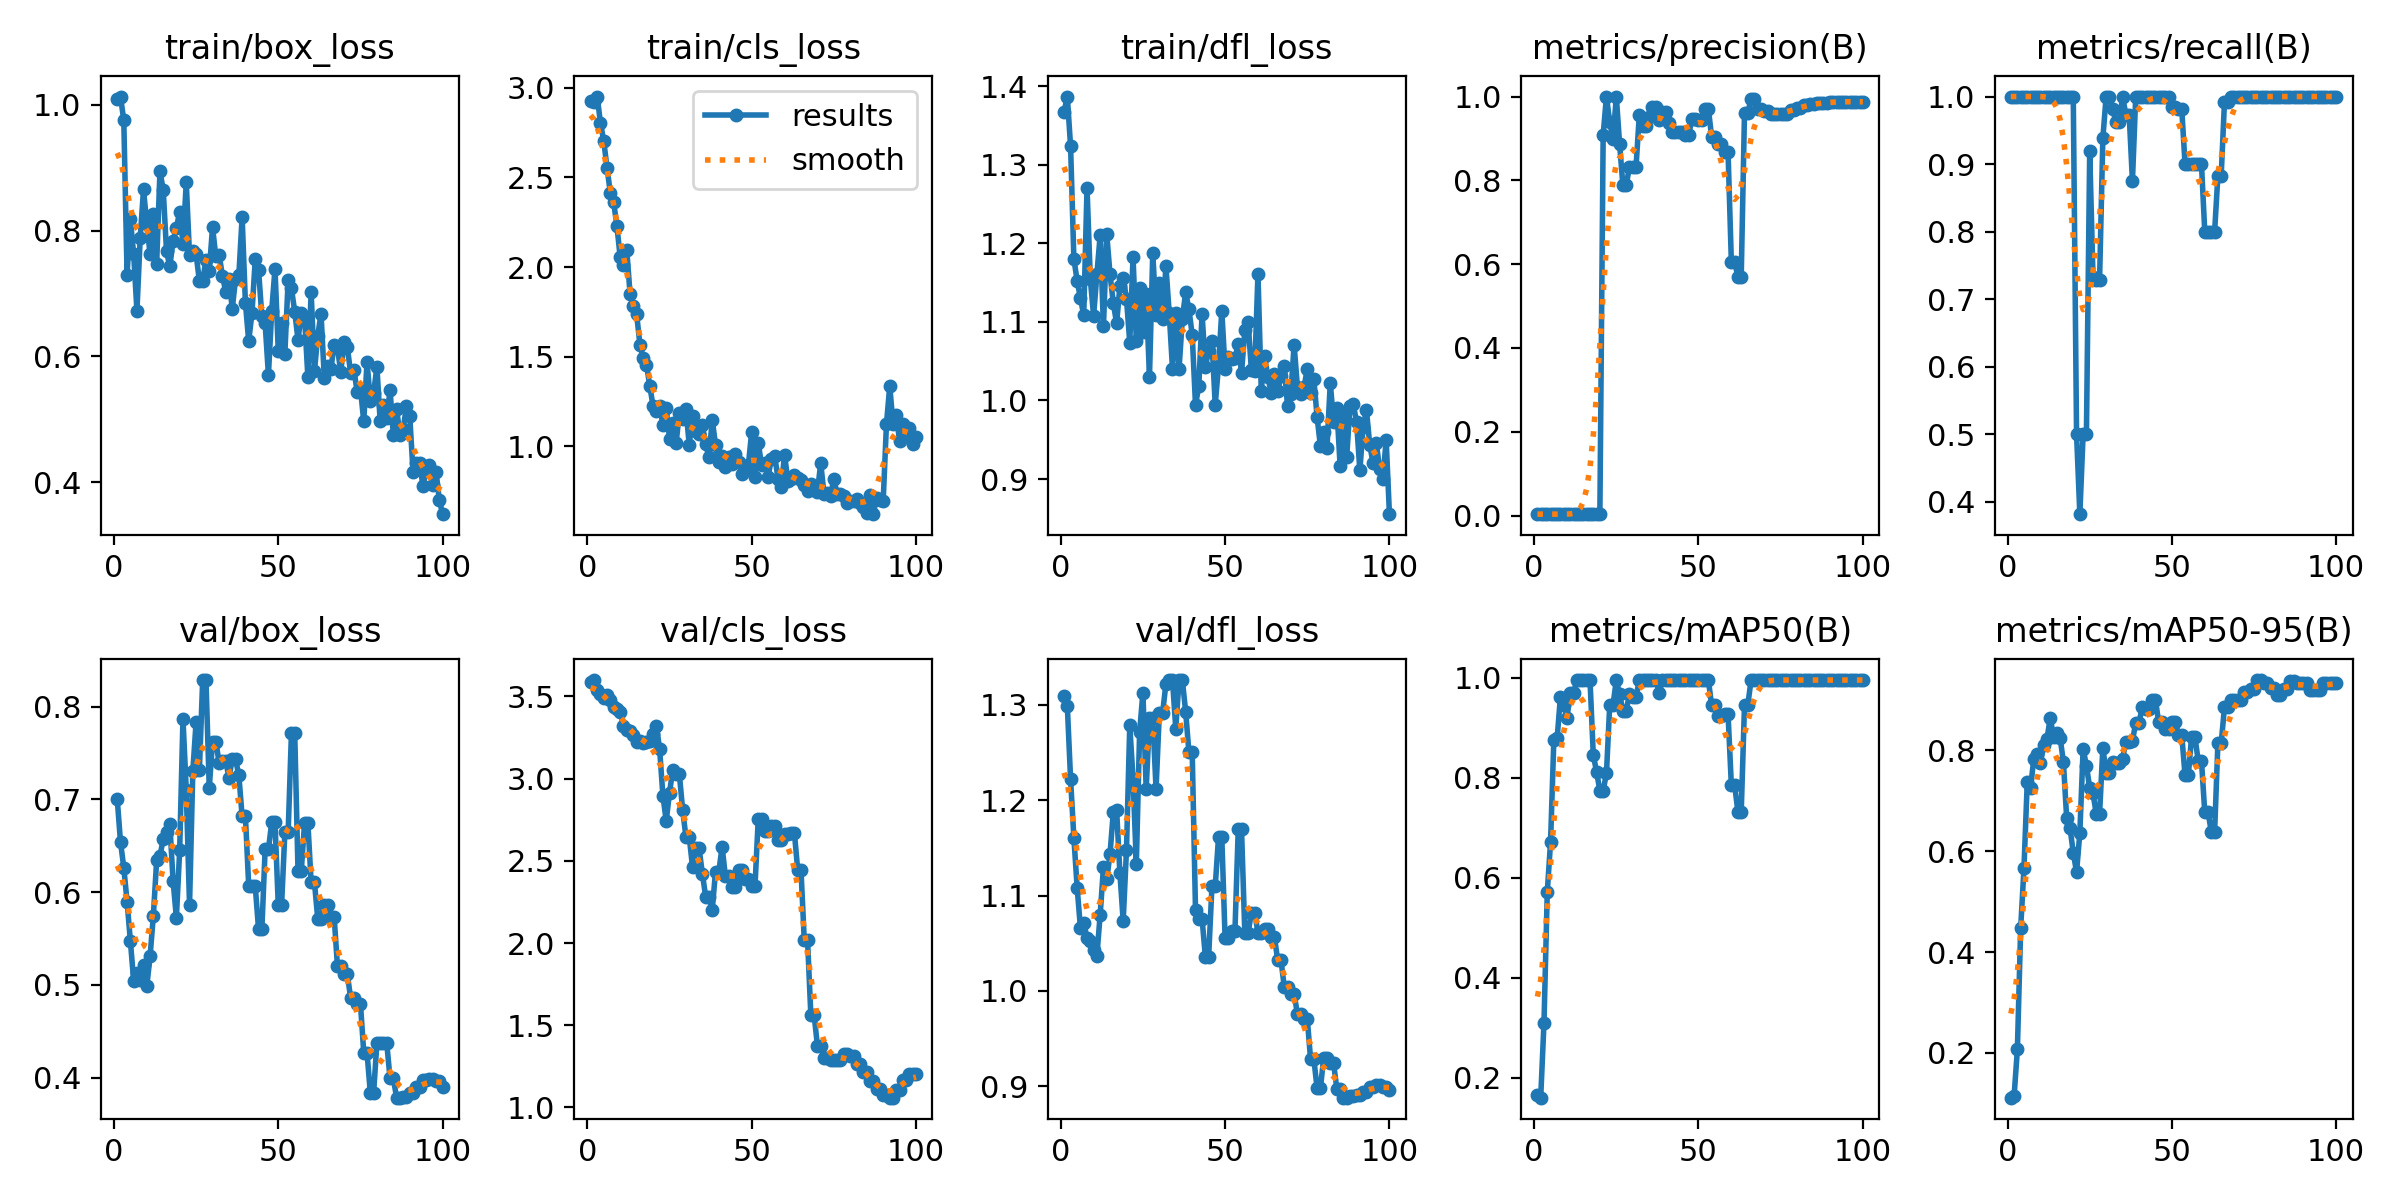 train/box_loss
1.0
0.8
0.6
0.4
0 50 100
train/cls_loss
results
smooth
3.0
2.5
2.0
1.5
1.0
0 50 100
train/dfl_loss
1.4
1.3
1.2
1.1
1.0
0.9
0 50 100
metrics/precision(B)
1.0
0.8
0.6
0.4
0.2
0.0
0 50 100
metrics/recall(B)
1.0
0.9
0.8
0.7
0.6
0.5
0.4
0 50 100
val/box_loss
0.8
0.7
0.6
0.5
0.4
0 50 100
val/cls_loss
3.5
3.0
2.5
2.0
1.5
1.0
0 50 100
val/dfl_loss
1.3
1.2
1.1
1.0
0.9
0 50 100
metrics/mAP50(B)
1.0
0.8
0.6
0.4
0.2
0 50 100
metrics/mAP50-95(B)
0.8
0.6
0.4
0.2
0 50 100